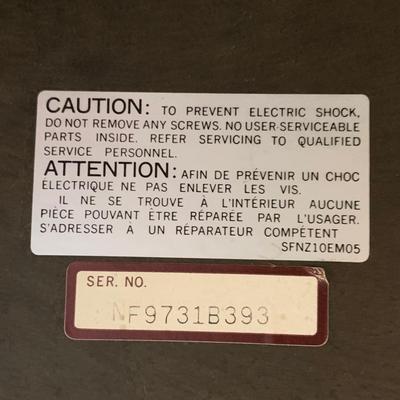 CAUTION: TO PREVENT ELECTRIC SHOCK,
DO NOT REMOVE ANY SCREWS. NO USER-SERVICEABLE
PARTS INSIDE. REFER SERVICING TO QUALIFIED
SERVICE PERSONNEL.
ATTENTION: AFIN DE PRÉVENIR UN CHOC
ÉLECTRIQUE NE PAS ENLEVER LES VIS.
IL NE SE TROUVE À L'INTÉRIEUR AUCUNE
PIÈCE POUVANT ÊTRE RÉPARÉE PAR L'USAGER.
S'ADRESSER À UN RÉPARATEUR COMPÉTENT
SFNZ10EM05
SER. NO.
NF9731B393